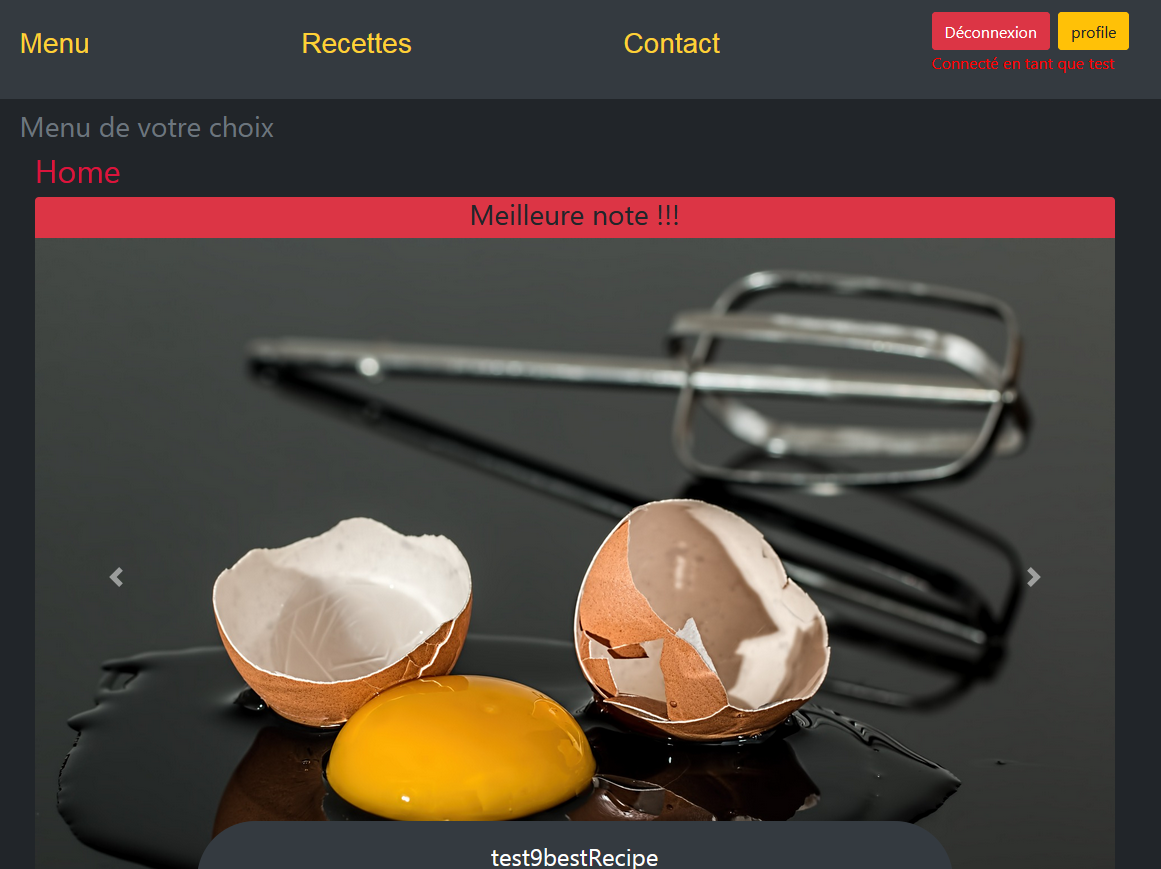 Menu
Recettes
Contact
Déconnexion
profile
Connecté en tant que test
Menu de votre choix
Home
Meilleure note !!!
test9bestRecipe